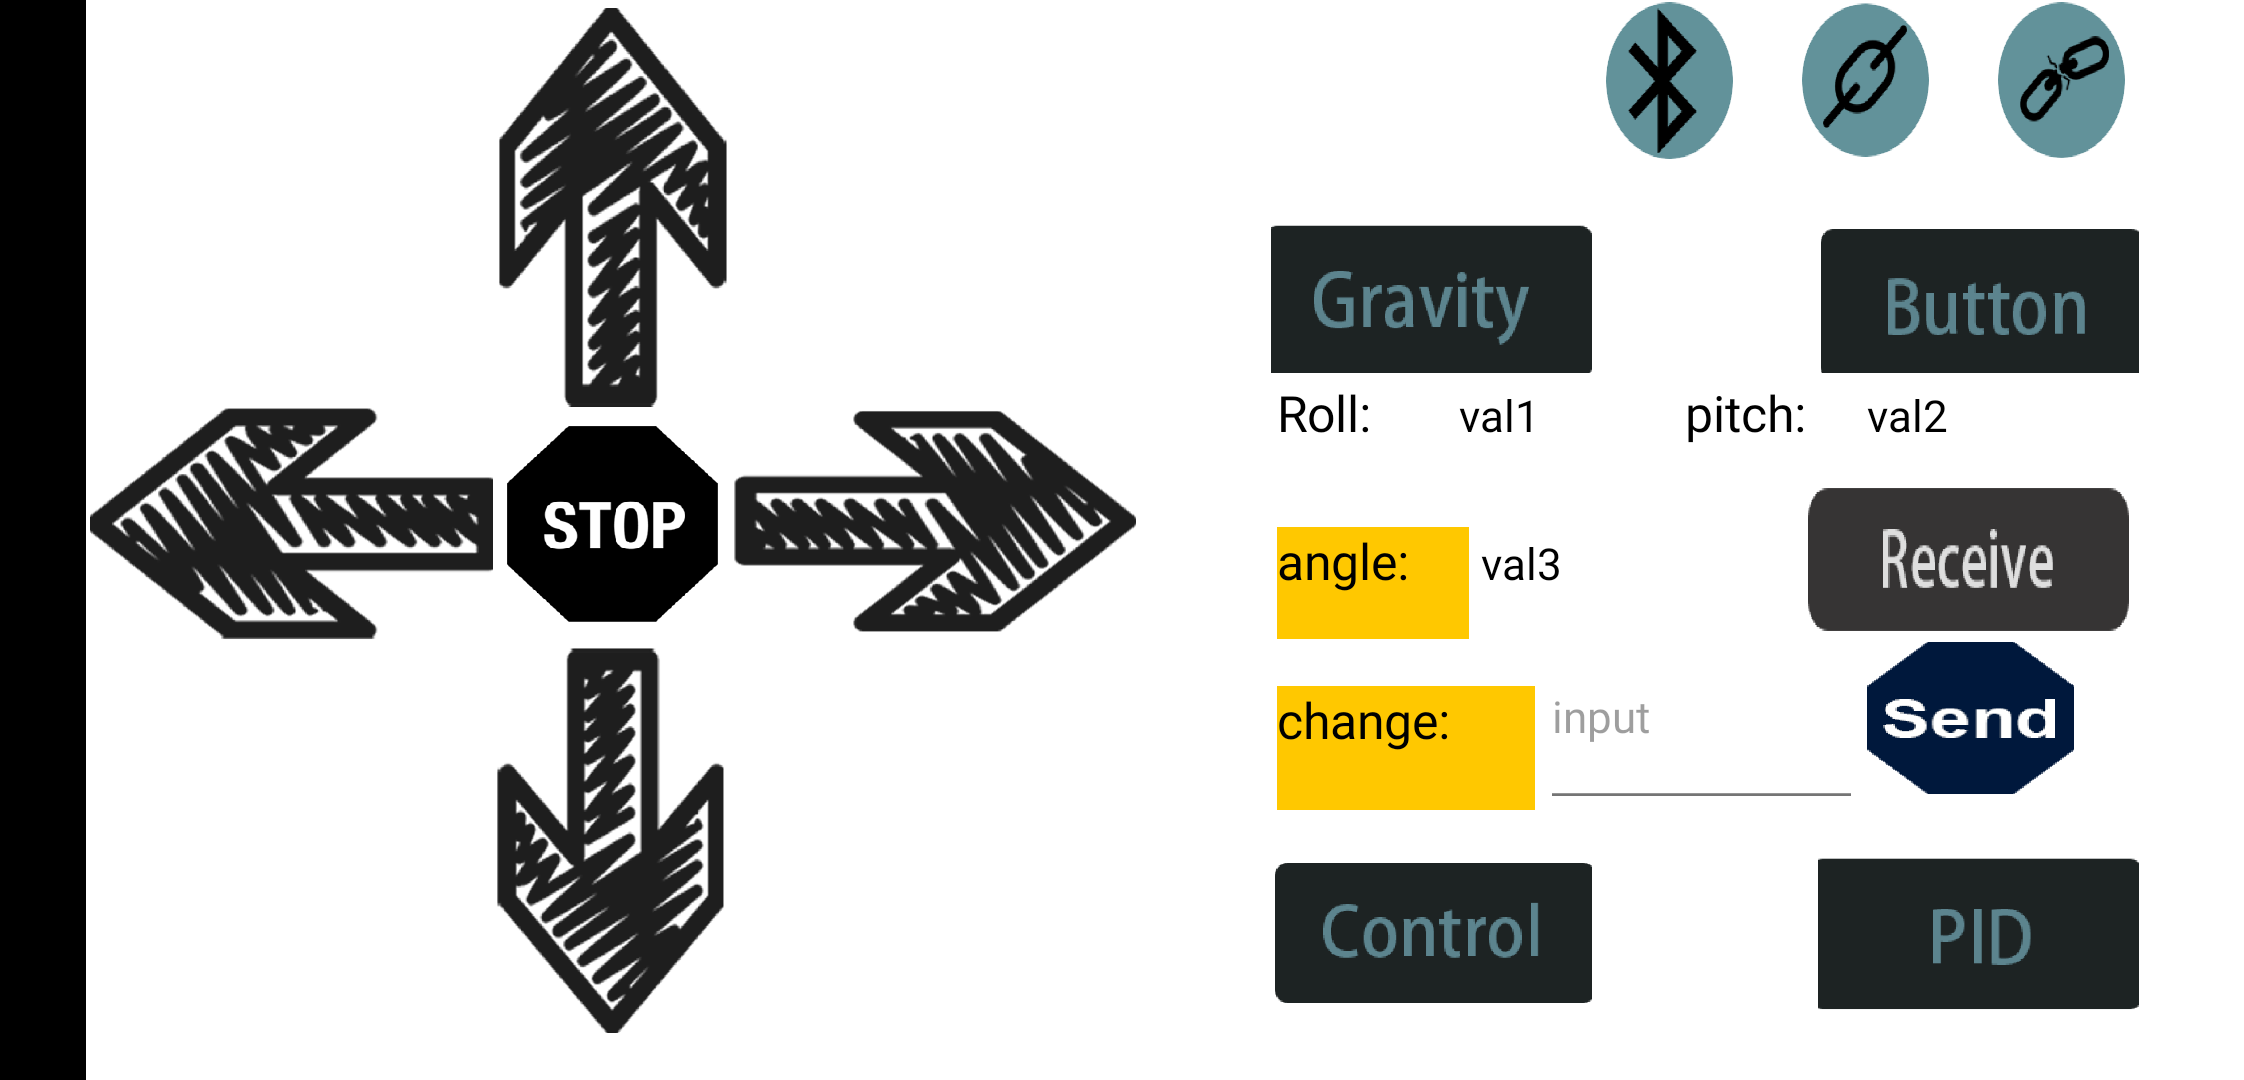 STOP
Gravity
Button
Roll: val1 pitch: val2
angle: val3
Receive
change: input
Send
Control
PID